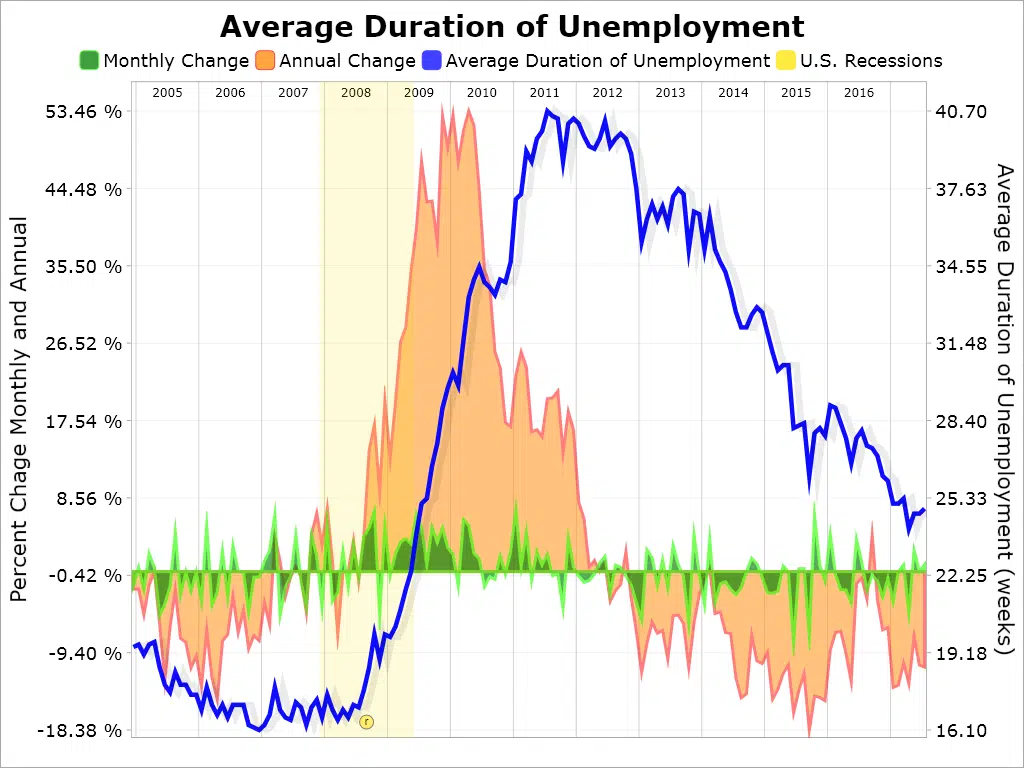 Average Duration of Unemployment
Monthly Change Annual Change Average Duration of Unemployment U.S. Recessions
2005 2006 2007 2008 2009 2010 2011 2012 2013 2014 2015 2016
53.46 % 40.70
44.48 % 37.63
35.50 % 34.55
26.52 % 31.48
17.54 % 28.40
8.56 % 25.33
-0.42 % 22.25
-9.40 % 19.18
-18.38 % 16.10
Percent Chage Monthly and Annual
Average Duration of Unemployment (weeks)
r